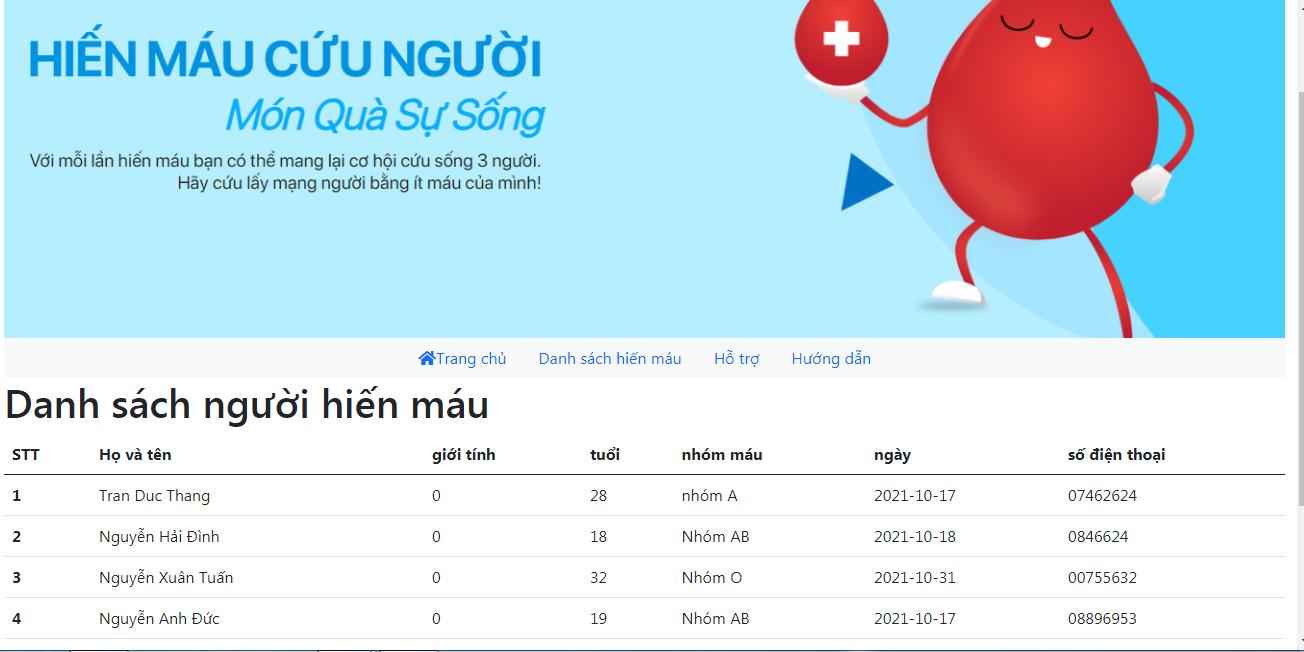 HIẾN MÁU CỨU NGƯỜI
Món Quà Sự Sống
Với mỗi lần hiến máu bạn có thể mang lại cơ hội cứu sống 3 người.
Hãy cứu lấy mạng người bằng ít máu của mình!
Trang chủ Danh sách hiến máu Hỗ trợ Hướng dẫn
Danh sách người hiến máu
STT Họ và tên giới tính tuổi nhóm máu ngày số điện thoại
1 Tran Duc Thang 0 28 nhóm A 2021-10-17 07462624
2 Nguyễn Hải Đình 0 18 Nhóm AB 2021-10-18 0846624
3 Nguyễn Xuân Tuấn 0 32 Nhóm O 2021-10-31 00755632
4 Nguyễn Anh Đức 0 19 Nhóm AB 2021-10-17 08896953